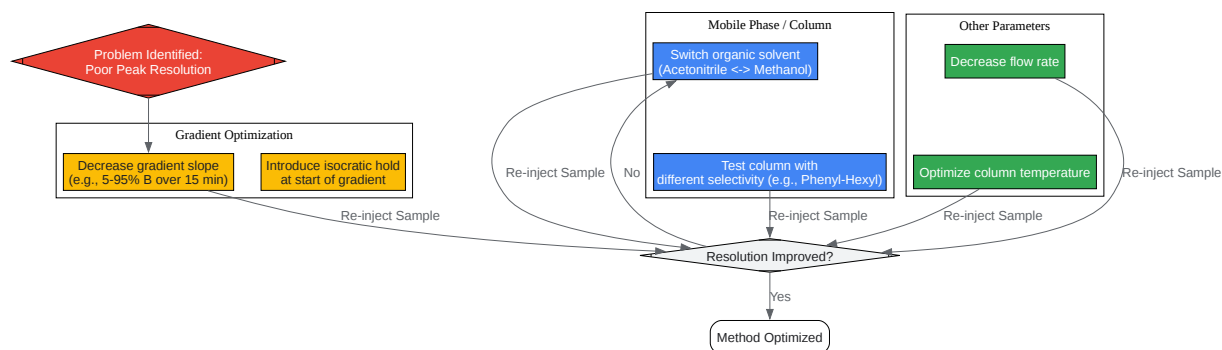 Problem Identified:
Poor Peak Resolution
Gradient Optimization
Decrease gradient slope
(e.g., 5-95% B over 15 min)
Introduce isocratic hold
at start of gradient
Mobile Phase / Column
Switch organic solvent
(Acetonitrile <-> Methanol)
Test column with
different selectivity (e.g., Phenyl-Hexyl)
Other Parameters
Decrease flow rate
Optimize column temperature
Re-inject Sample
No
Re-inject Sample
Re-inject Sample
Re-inject Sample
Re-inject Sample
Resolution Improved?
Yes
Method Optimized